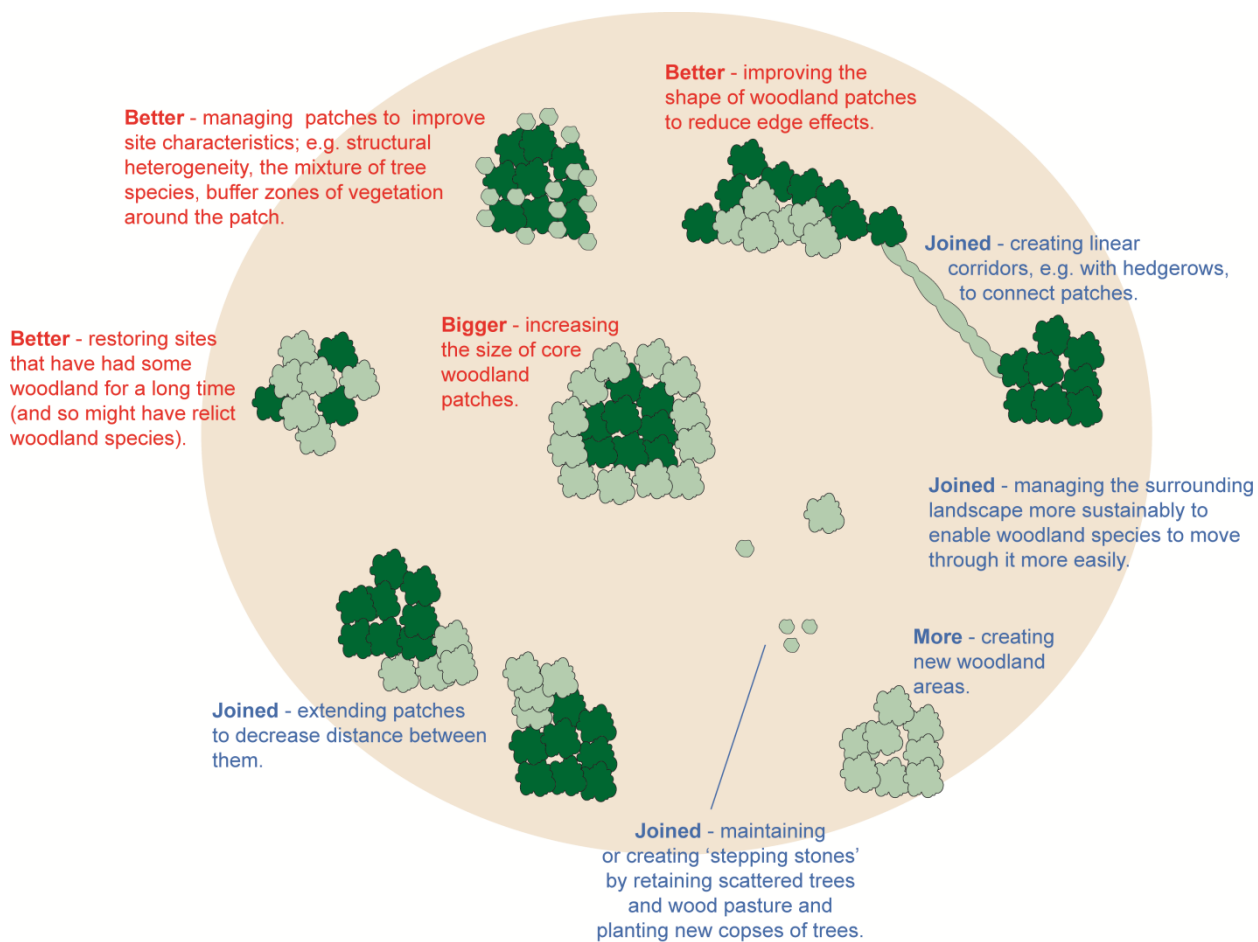 Better - improving the
shape of woodland patches
to reduce edge effects.
Better - managing patches to improve
site characteristics; e.g. structural
heterogeneity, the mixture of tree
species, buffer zones of vegetation
around the patch.
Joined - creating linear
corridors, e.g. with hedgerows,
to connect patches.
Better - restoring sites
that have had some
woodland for a long time
(and so might have relict
woodland species).
Bigger - increasing
the size of core
woodland
patches.
Joined - managing the surrounding
landscape more sustainably to
enable woodland species to move
through it more easily.
More - creating
new woodland
areas.
Joined - extending patches
to decrease distance between
them.
Joined - maintaining
or creating ‘stepping stones’
by retaining scattered trees
and wood pasture and
planting new copses of trees.